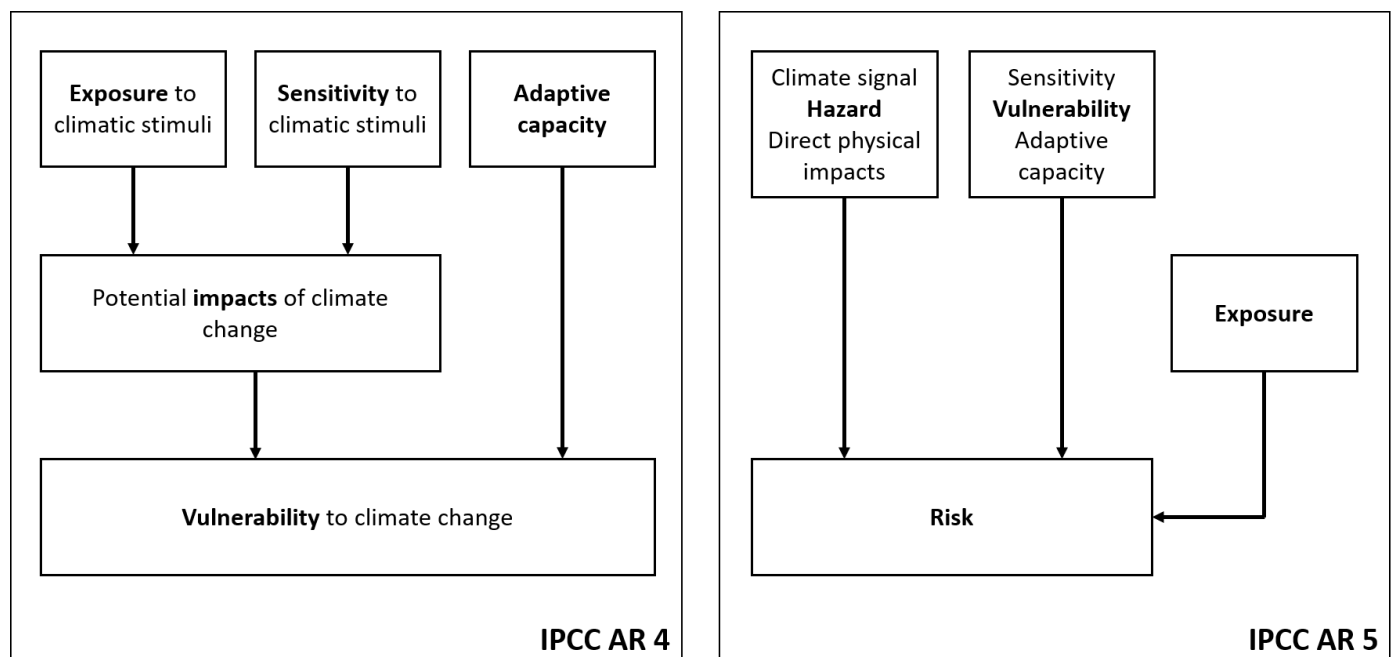 Exposure to
climatic stimuli
Sensitivity to
climatic stimuli
Adaptive
capacity
Potential impacts of climate
change
Vulnerability to climate change
IPCC AR 4
Climate signal
Hazard
Direct physical
impacts
Sensitivity
Vulnerability
Adaptive
capacity
Exposure
Risk
IPCC AR 5